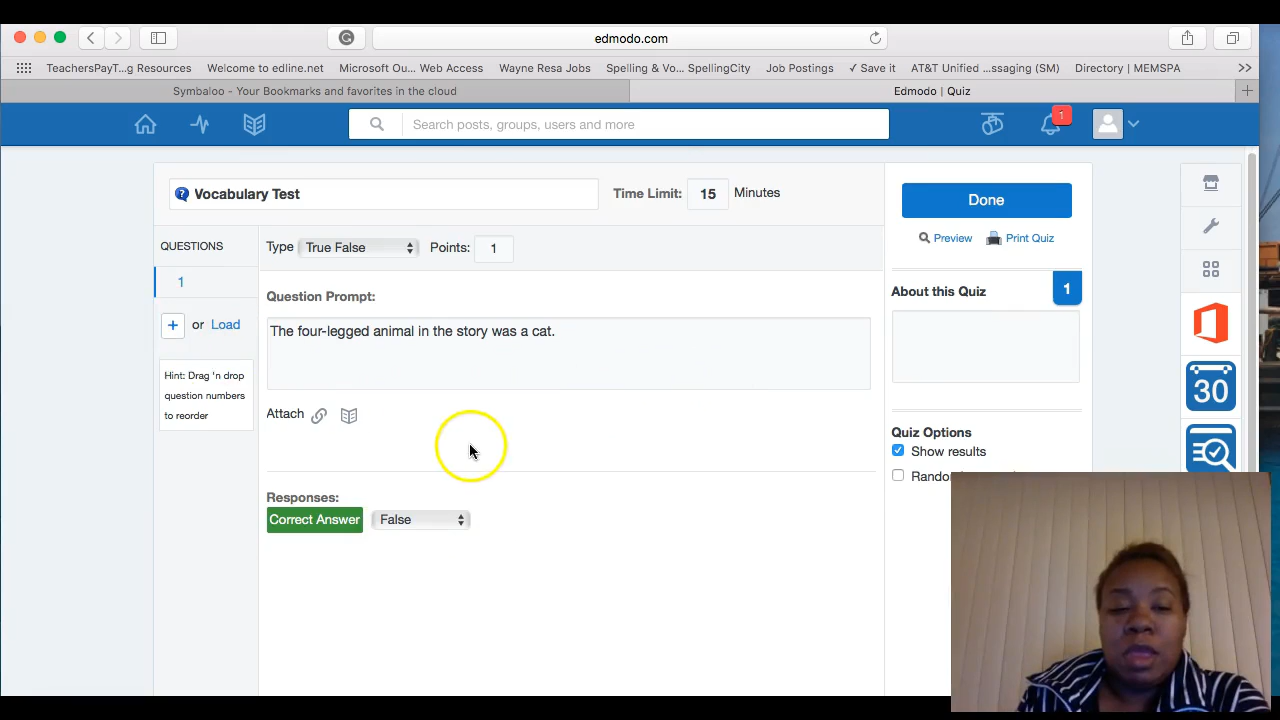 edmodo.com
TeachersPayT...g Resources Welcome to edline.net Microsoft Ou... Web Access Wayne Resa Jobs Spelling & Vo... SpellingCity Job Postings ✓ Save it AT&T Unified ...ssaging (SM) Directory | MEMSPA
Symbaloo - Your Bookmarks and favorites in the cloud Edmodo | Quiz
Search posts, groups, users and more 1
Vocabulary Test Time Limit: 15 Minutes Done
Preview Print Quiz
QUESTIONS Type True False Points: 1
1
Question Prompt: About this Quiz 1
+ or Load The four-legged animal in the story was a cat.
Hint: Drag 'n drop
question numbers
to reorder
Attach 30
Quiz Options
Show results
Responses:
Correct Answer False